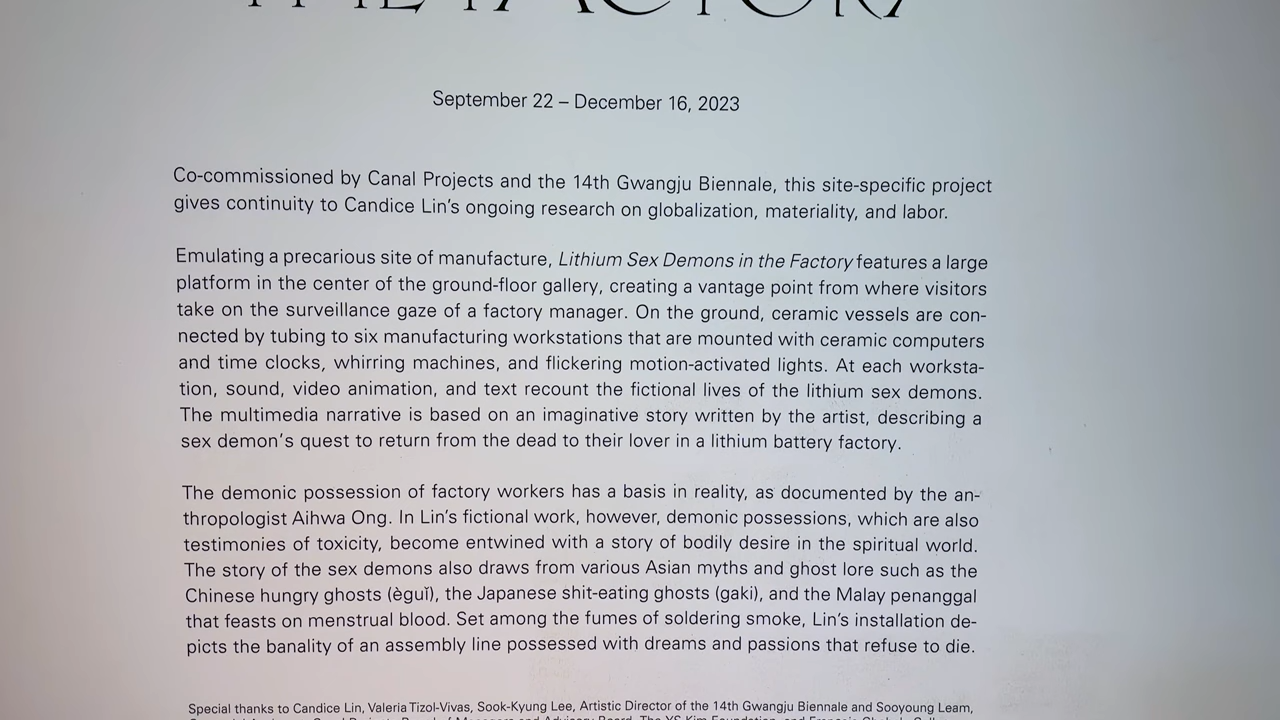 THE FACTORY
September 22 – December 16, 2023
Co-commissioned by Canal Projects and the 14th Gwangju Biennale, this site-specific project
gives continuity to Candice Lin’s ongoing research on globalization, materiality, and labor.
Emulating a precarious site of manufacture, Lithium Sex Demons in the Factory features a large
platform in the center of the ground-floor gallery, creating a vantage point from where visitors
take on the surveillance gaze of a factory manager. On the ground, ceramic vessels are con-
nected by tubing to six manufacturing workstations that are mounted with ceramic computers
and time clocks, whirring machines, and flickering motion-activated lights. At each worksta-
tion, sound, video animation, and text recount the fictional lives of the lithium sex demons.
The multimedia narrative is based on an imaginative story written by the artist, describing a
sex demon’s quest to return from the dead to their lover in a lithium battery factory.
The demonic possession of factory workers has a basis in reality, as documented by the an-
thropologist Aihwa Ong. In Lin’s fictional work, however, demonic possessions, which are also
testimonies of toxicity, become entwined with a story of bodily desire in the spiritual world.
The story of the sex demons also draws from various Asian myths and ghost lore such as the
Chinese hungry ghosts (èguǐ), the Japanese shit-eating ghosts (gaki), and the Malay penanggal
that feasts on menstrual blood. Set among the fumes of soldering smoke, Lin’s installation de-
picts the banality of an assembly line possessed with dreams and passions that refuse to die.
Special thanks to Candice Lin, Valeria Tizol-Vivas, Sook-Kyung Lee, Artistic Director of the 14th Gwangju Biennale and Sooyoung Leam,